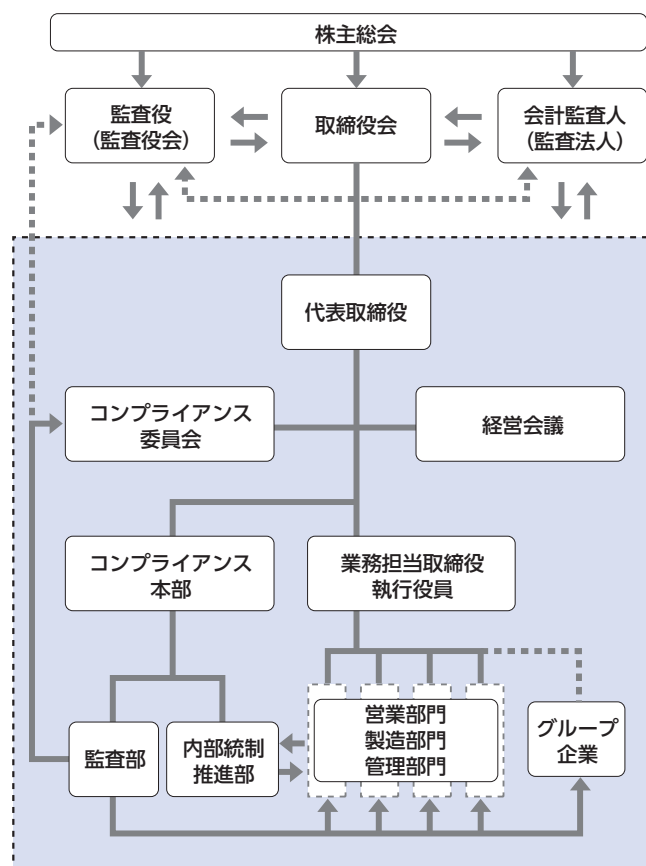 株主総会
監査役
(監査役会)
取締役会
会計監査人
(監査法人)
代表取締役
コンプライアンス
委員会
経営会議
コンプライアンス
本部
業務担当取締役
執行役員
監査部
内部統制
推進部
営業部門
製造部門
管理部門
グループ
企業